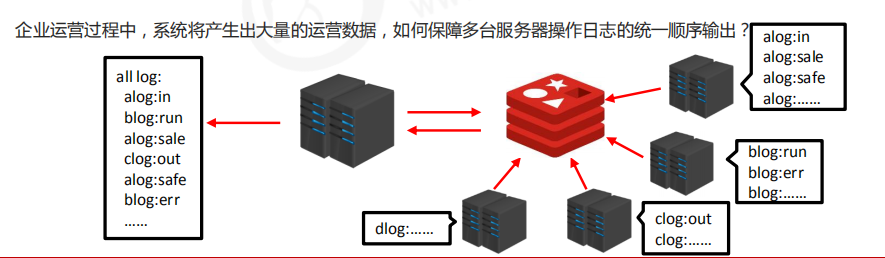 企业运营过程中，系统将产生出大量的运营数据，如何保障多台服务器操作日志的统一顺序输出？
all log:
alog:in
blog:run
alog:sale
clog:out
alog:safe
blog:err
……
alog:in
alog:sale
alog:safe
alog:……
blog:run
blog:err
blog:……
clog:out
clog:……
dlog:……